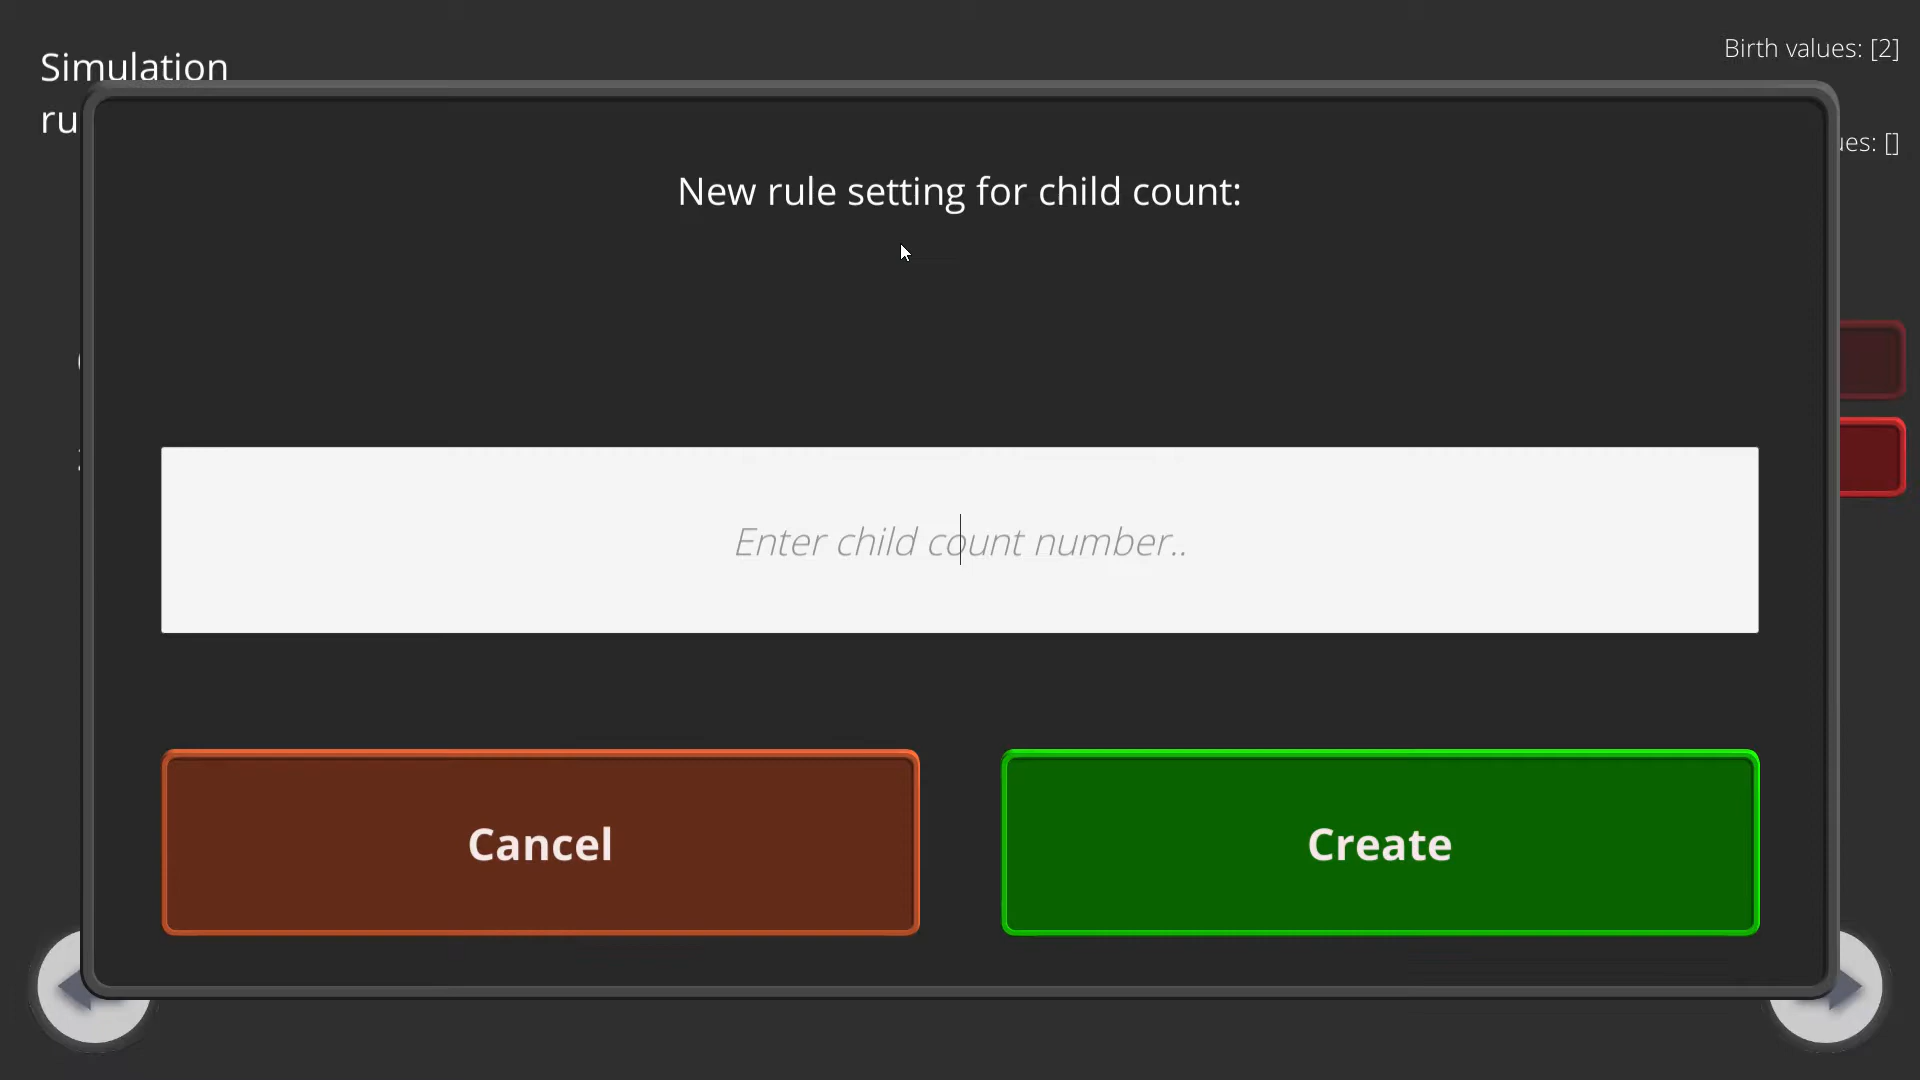 Simulation
Birth values: [2]
ru
ues: []
New rule setting for child count:
Enter child count number..
Cancel
Create